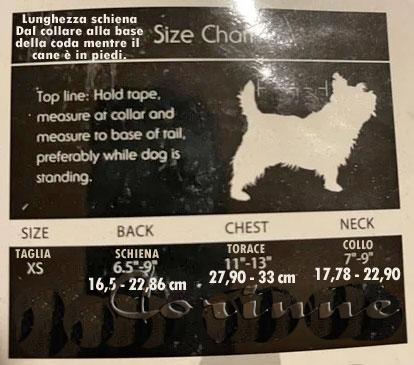 Lunghezza schiena
Dal collare alla base
della coda mentre il
cane è in piedi.
Size Char
Top line: Hold tape,
measure at collar and
measure to base of tail,
preferably while dog is
standing.
SIZE BACK CHEST NECK
TAGLIA SCHIENA TORACE COLLO
XS 6.5"-9" 11"-13" 7"-9"
16,5 - 22,86 cm 27,90 - 33 cm 17,78 - 22,90
Corinne